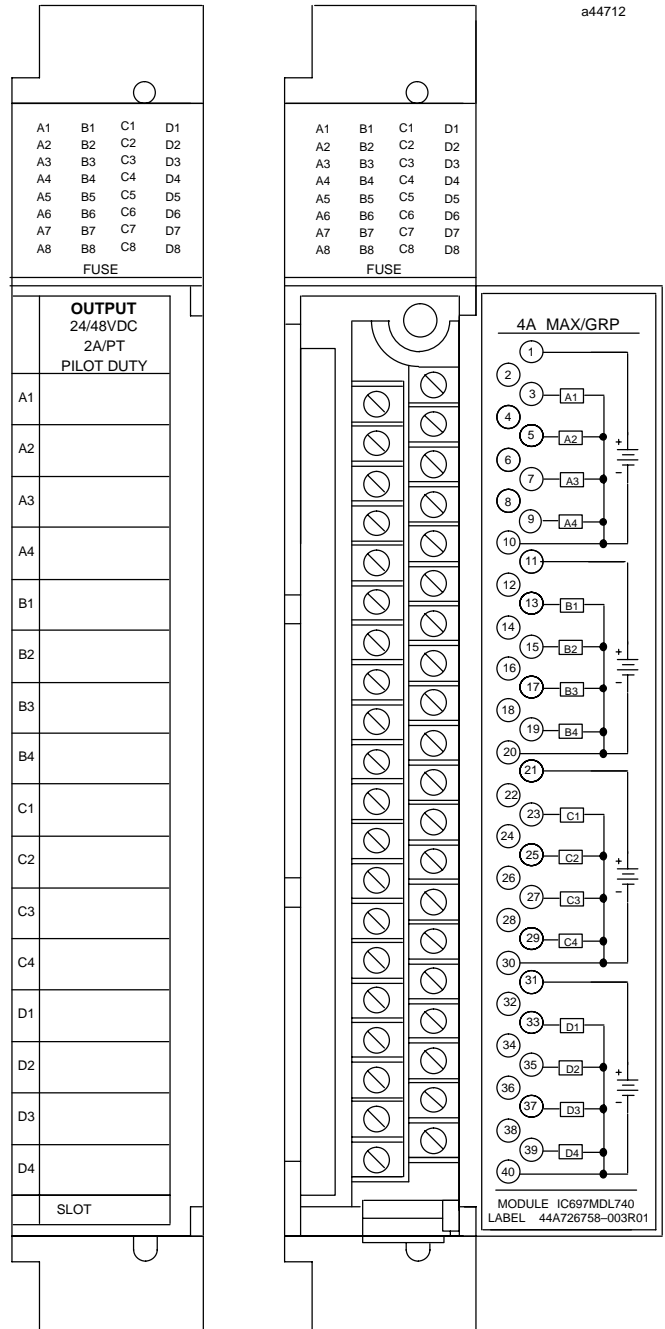 a44712
A1 B1 C1 D1
A2 B2 C2 D2
A3 B3 C3 D3
A4 B4 C4 D4
A5 B5 C5 D5
A6 B6 C6 D6
A7 B7 C7 D7
A8 B8 C8 D8
FUSE
OUTPUT
24/48VDC
2A/PT
PILOT DUTY
A1
A2
A3
A4
B1
B2
B3
B4
C1
C2
C3
C4
D1
D2
D3
D4
SLOT
A1 B1 C1 D1
A2 B2 C2 D2
A3 B3 C3 D3
A4 B4 C4 D4
A5 B5 C5 D5
A6 B6 C6 D6
A7 B7 C7 D7
A8 B8 C8 D8
FUSE
4A MAX/GRP
1
2
3 A1
4
5 A2 +
6
7 A3 −
8
9 A4
10
11
12
13 B1
14
15 B2 +
16
17 B3 −
18
19 B4
20
21
22
23 C1
24
25 C2 +
26
27 C3 −
28
29 C4
30
31
32
33 D1
34
35 D2 +
36
37 D3 −
38
39 D4
40
MODULE IC697MDL740
LABEL 44A726758–003R01